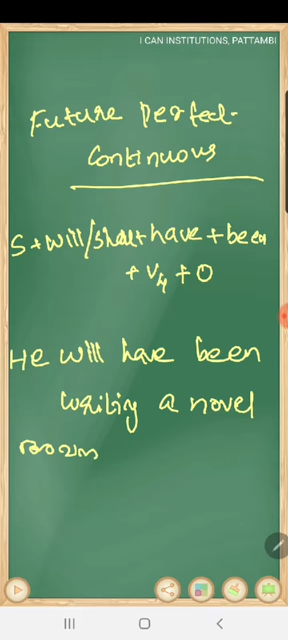 I CAN INSTITUTIONS, PATTAMBI
Future perfect
Continuous
S+will/shall+have+been
+V4+O
He will have been
writing a novel